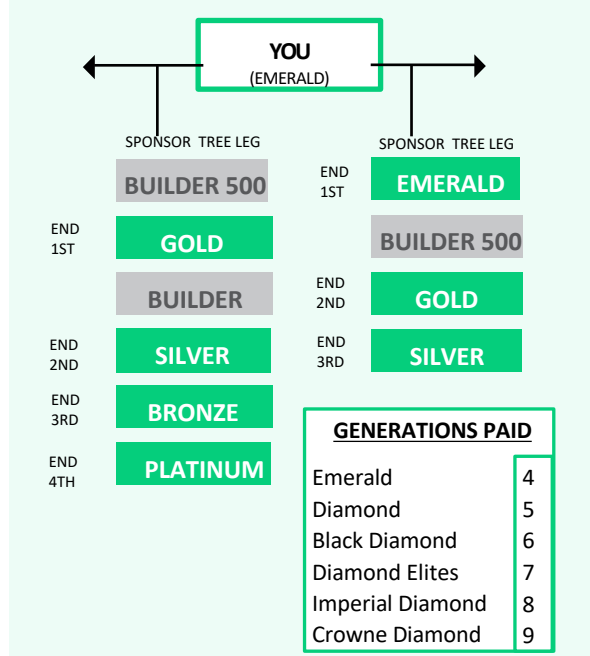 YOU
(EMERALD)
SPONSOR TREE LEG
BUILDER 500
END
1ST
GOLD
BUILDER
END
2ND
SILVER
END
3RD
BRONZE
END
4TH
PLATINUM
SPONSOR TREE LEG
END
1ST
EMERALD
BUILDER 500
END
2ND
GOLD
END
3RD
SILVER
GENERATIONS PAID
Emerald 4
Diamond 5
Black Diamond 6
Diamond Elites 7
Imperial Diamond 8
Crowne Diamond 9